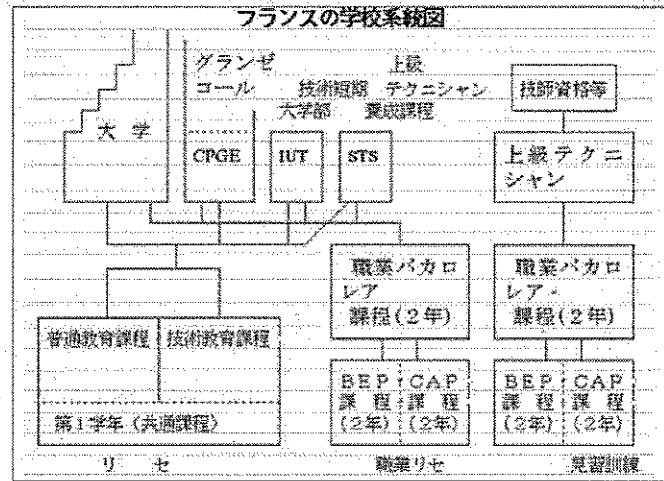 フランスの学校系統図
グランゼ
コール
上級
技術短期 テクニシャン
大学部 養成課程
技師資格等
大学
CPGE
IUT
STS
上級テクニ
シャン
職業バカロ
レア
課程(2年)
職業バカロ
レア・
課程(2年)
普通教育課程
技術教育課程
第1学年(共通課程)
BEP
課程
(2年)
CAP
課程
(2年)
BEP
課程
(2年)
CAP
課程
(2年)
リセ
職業リセ
見習訓練